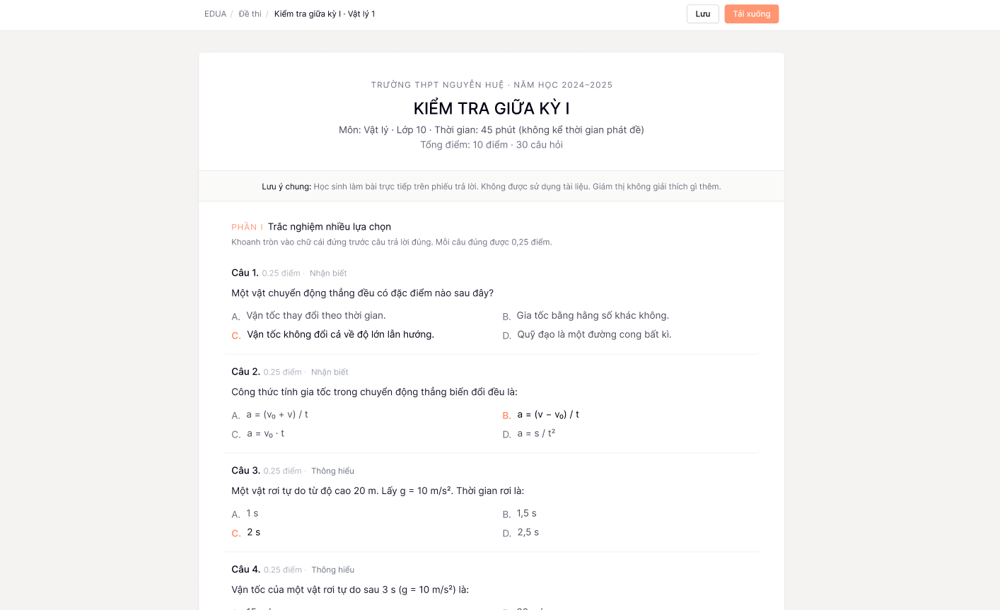 EDUA / Đề thi / Kiểm tra giữa kỳ I · Vật lý 1
Lưu
Tải xuống
TRƯỜNG THPT NGUYỄN HUỆ · NĂM HỌC 2024–2025
KIỂM TRA GIỮA KỲ I
Môn: Vật lý · Lớp 10 · Thời gian: 45 phút (không kể thời gian phát đề)
Tổng điểm: 10 điểm · 30 câu hỏi
Lưu ý chung: Học sinh làm bài trực tiếp trên phiếu trả lời. Không được sử dụng tài liệu. Giám thị không giải thích gì thêm.
PHẦN I Trắc nghiệm nhiều lựa chọn
Khoanh tròn vào chữ cái đứng trước câu trả lời đúng. Mỗi câu đúng được 0,25 điểm.
Câu 1. 0.25 điểm · Nhận biết
Một vật chuyển động thẳng đều có đặc điểm nào sau đây?
A. Vận tốc thay đổi theo thời gian.
B. Gia tốc bằng hằng số khác không.
C. Vận tốc không đổi cả về độ lớn lẫn hướng.
D. Quỹ đạo là một đường cong bất kì.
Câu 2. 0.25 điểm · Nhận biết
Công thức tính gia tốc trong chuyển động thẳng biến đổi đều là:
A. a = (v₀ + v) / t
B. a = (v − v₀) / t
C. a = v₀ · t
D. a = s / t²
Câu 3. 0.25 điểm · Thông hiểu
Một vật rơi tự do từ độ cao 20 m. Lấy g = 10 m/s². Thời gian rơi là:
A. 1 s
B. 1,5 s
C. 2 s
D. 2,5 s
Câu 4. 0.25 điểm · Thông hiểu
Vận tốc của một vật rơi tự do sau 3 s (g = 10 m/s²) là: